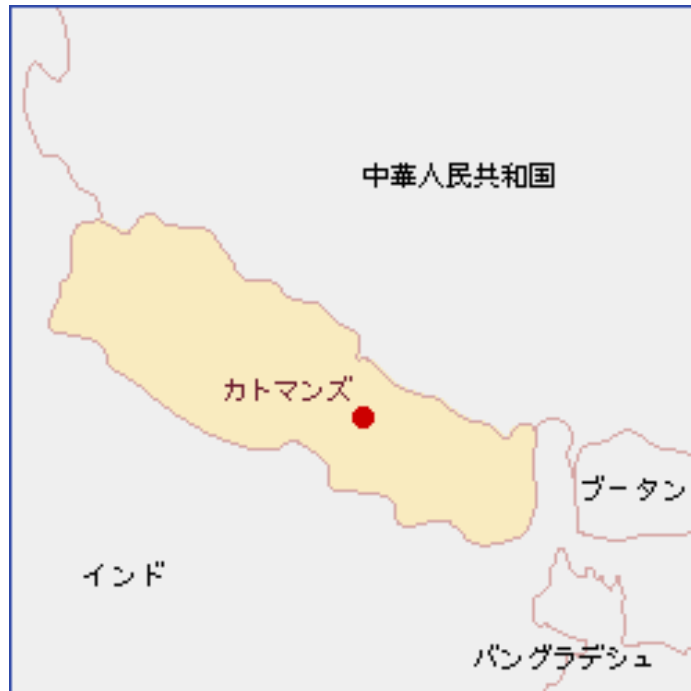 中華人民共和国
カトマンズ
ブータン
インド
バングラデシュ